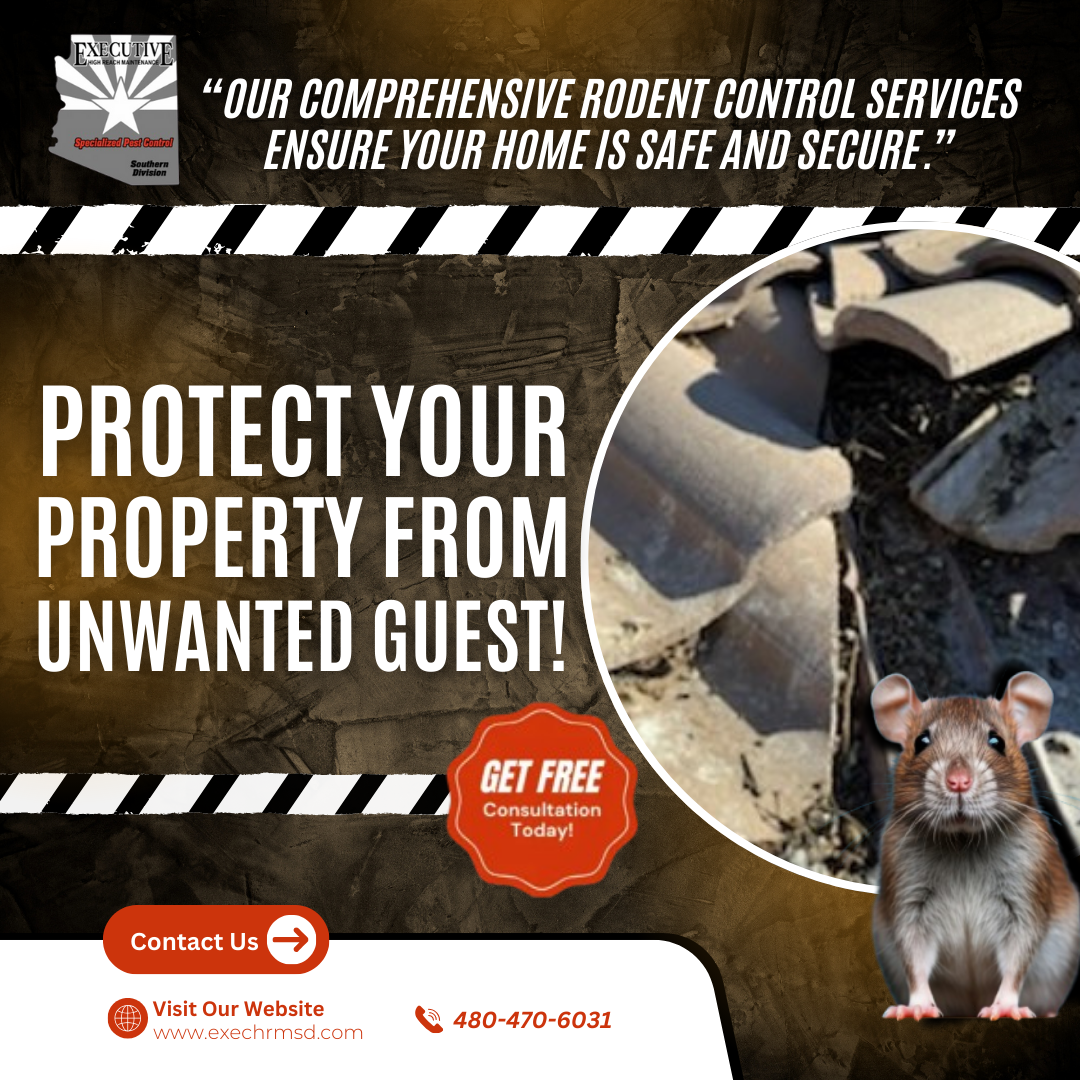 EXECUTIVE
HIGH REACH MAINTENANCE
Specialized Pest Control
Southern
Division
“OUR COMPREHENSIVE RODENT CONTROL SERVICES
ENSURE YOUR HOME IS SAFE AND SECURE.”
PROTECT YOUR
PROPERTY FROM
UNWANTED GUEST!
GET FREE
Consultation
Today!
Contact Us
Visit Our Website
www.exechrmsd.com
480-470-6031